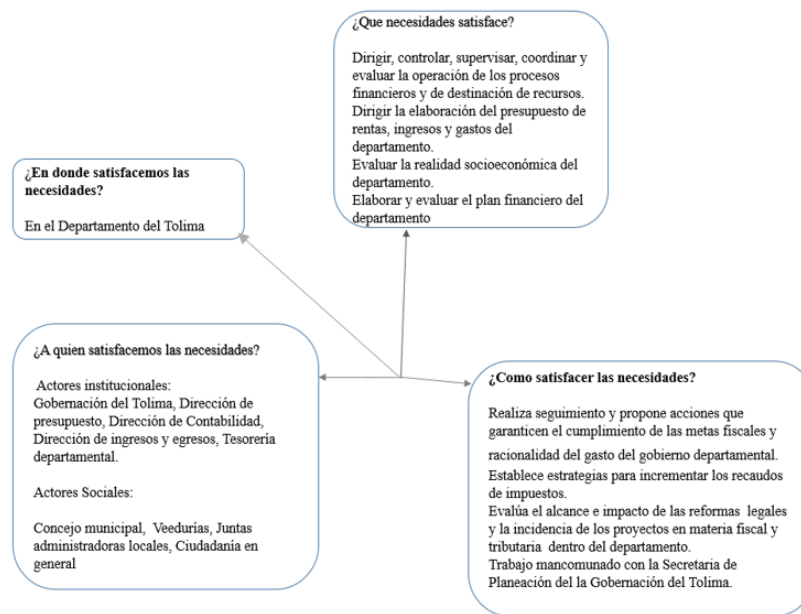 ¿Que necesidades satisface?
Dirigir, controlar, supervisar, coordinar y
evaluar la operación de los procesos
financieros y de destinación de recursos.
Dirigir la elaboración del presupuesto de
rentas, ingresos y gastos del
departamento.
Evaluar la realidad socioeconómica del
departamento.
Elaborar y evaluar el plan financiero del
departamento
¿En donde satisfacemos las
necesidades?
En el Departamento del Tolima
¿A quien satisfacemos las necesidades?
Actores institucionales:
Gobernación del Tolima, Dirección de
presupuesto, Dirección de Contabilidad,
Dirección de ingresos y egresos, Tesorería
departamental.
Actores Sociales:
Concejo municipal, Veedurías, Juntas
administradoras locales, Ciudadanía en
general
¿Como satisfacer las necesidades?
Realiza seguimiento y propone acciones que
garanticen el cumplimiento de las metas fiscales y
racionalidad del gasto del gobierno departamental.
Establece estrategias para incrementar los recaudos
de impuestos.
Evalúa el alcance e impacto de las reformas legales
y la incidencia de los proyectos en materia fiscal y
tributaria dentro del departamento.
Trabajo mancomunado con la Secretaria de
Planeación del la Gobernación del Tolima.